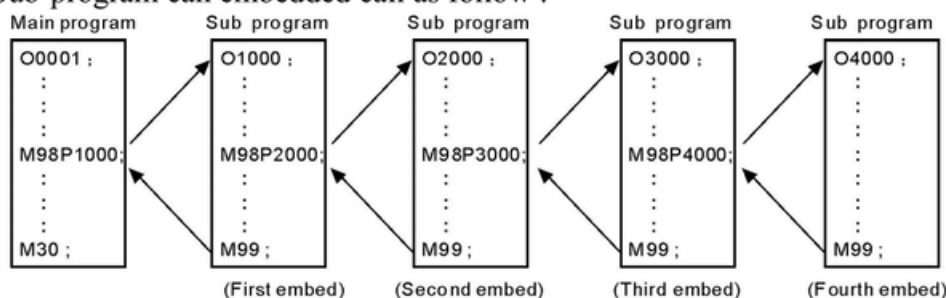 Sub-program can embedded can as follow :
Main program Sub program Sub program Sub program Sub program
O0001 ; O1000 ; O2000 ; O3000 ; O4000 ;
: : : : :
: : : : :
: : : : :
M98P1000; M98P2000; M98P3000; M98P4000; :
: : : : :
: : : : :
: : : : :
M30 ; M99 ; M99 ; M99 ; M99 ;
(First embed) (Second embed) (Third embed) (Fourth embed)